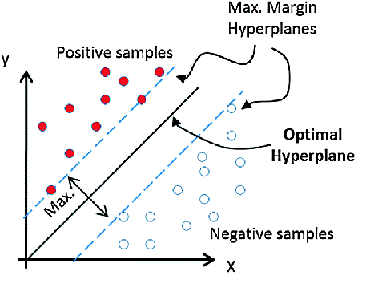 Max. Margin
Hyperplanes
Positive samples
Y
Optimal
Hyperplane
Max.
Negative samples
X